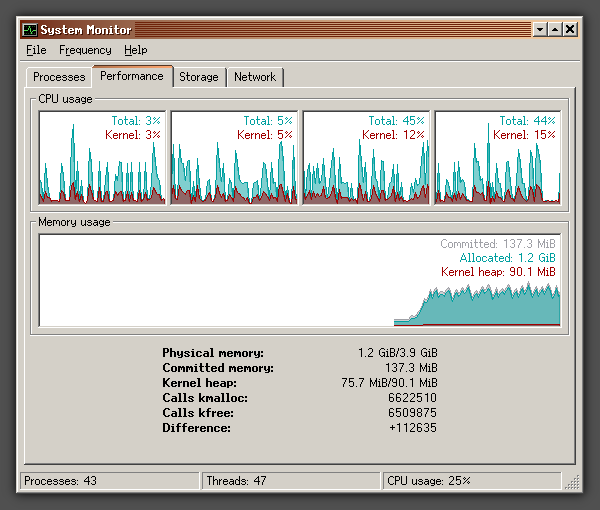 System Monitor
File Frequency Help
Processes Performance Storage Network
CPU usage
Total: 3% Total: 5% Total: 45% Total: 44%
Kernel: 3% Kernel: 5% Kernel: 12% Kernel: 15%
Memory usage
Committed: 137.3 MiB
Allocated: 1.2 GiB
Kernel heap: 90.1 MiB
Physical memory: 1.2 GiB/3.9 GiB
Committed memory: 137.3 MiB
Kernel heap: 75.7 MiB/90.1 MiB
Calls kmalloc: 6622510
Calls kfree: 6509875
Difference: +112635
Processes: 43 Threads: 47 CPU usage: 25%